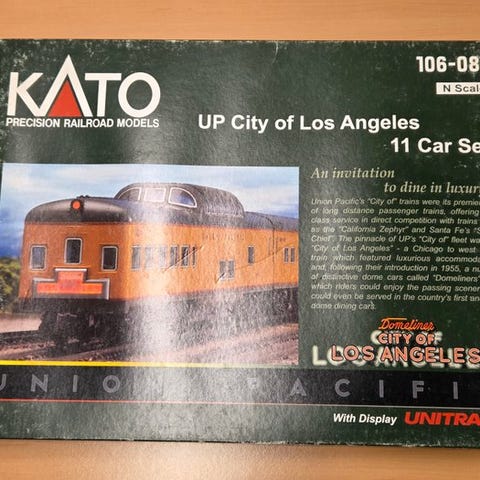 KATO
PRECISION RAILROAD MODELS
106-08
N Scale
UP City of Los Angeles
11 Car Se
An invitation
to dine in luxury
Union Pacific's "City of" trains were its premie
of long distance passenger trains, offering
class service in direct competition with trains
as the "California Zephyr" and Santa Fe's "S
Chief". The pinnacle of UP's "City of" fleet wa
"City of Los Angeles" - a Chicago to west
train which featured luxurious accommoda
and, following their introduction in 1955, a nu
of distinctive dome cars called "Domeliners"
which riders could enjoy the passing scener
could even be served in the country's first an
dome dining cars.
Domeliner
CITY OF
LOS ANGELES
UNION PACIFI
With Display UNITRA